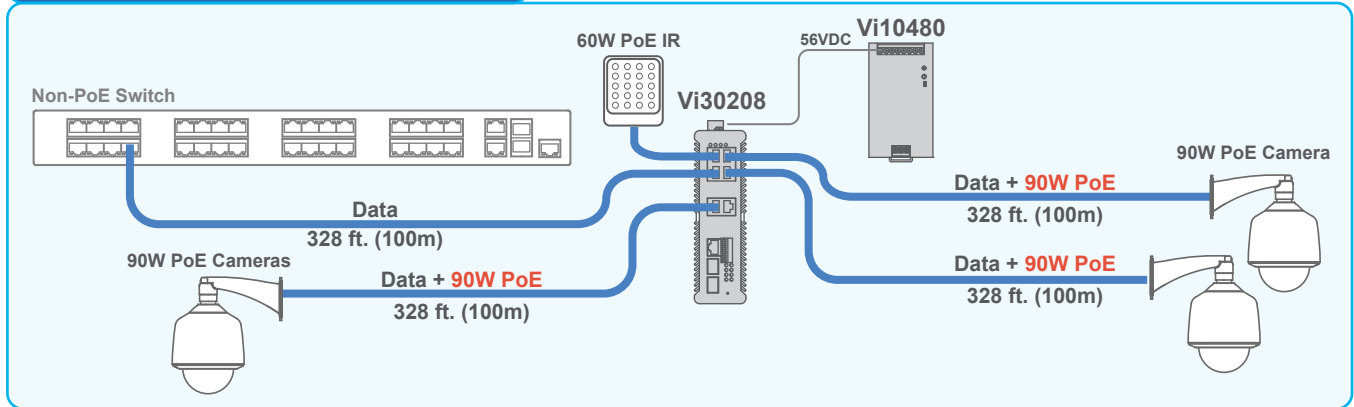 60W PoE IR
56VDC
Vi10480
Non-PoE Switch
Vi30208
90W PoE Camera
Data + 90W PoE
328 ft. (100m)
Data
328 ft. (100m)
90W PoE Cameras
Data + 90W PoE
328 ft. (100m)
Data + 90W PoE
328 ft. (100m)